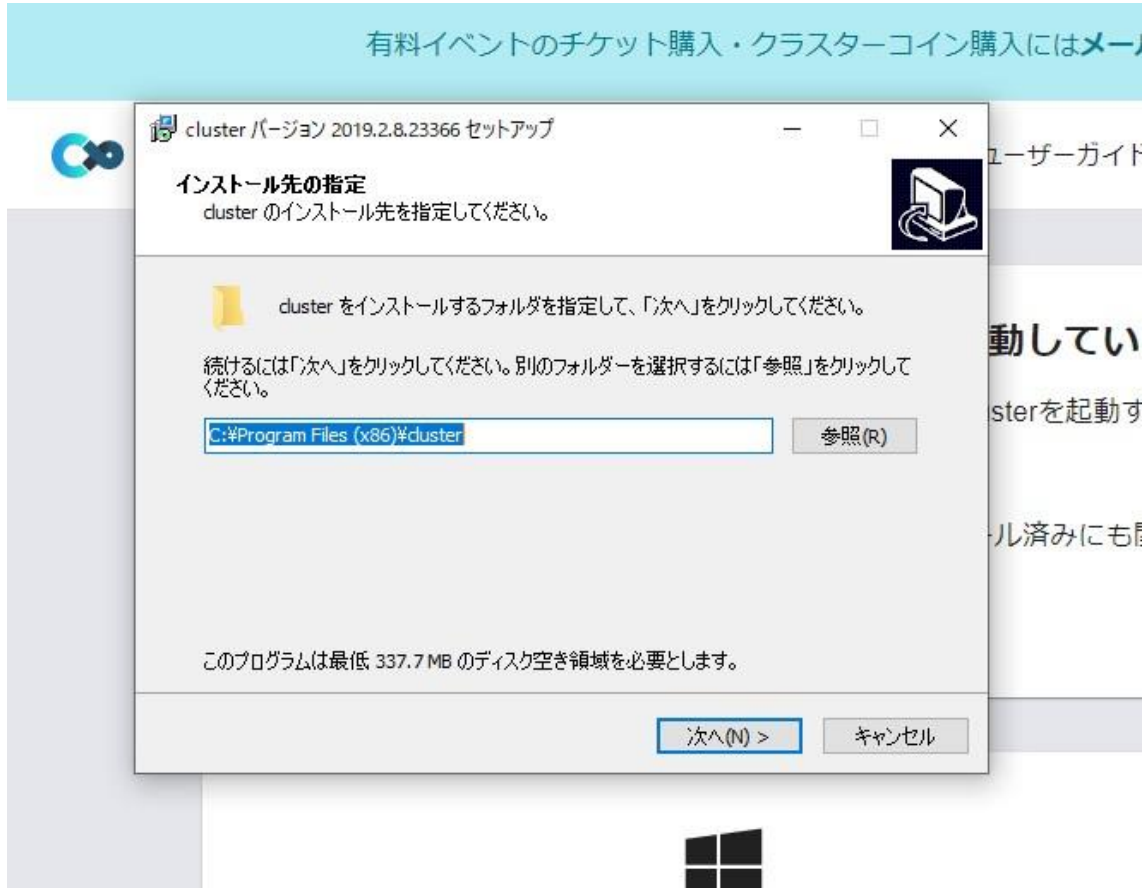 有料イベントのチケット購入・クラスターコイン購入にはメール
cluster バージョン 2019.2.8.23366 セットアップ
ユーザーガイド
インストール先の指定
cluster のインストール先を指定してください。
cluster をインストールするフォルダを指定して、「次へ」をクリックしてください。
動してい
続けるには「次へ」をクリックしてください。別のフォルダーを選択するには「参照」をクリックして
ください。
sterを起動す
C:¥Program Files (x86)¥cluster
参照(R)
ール済みにも
このプログラムは最低 337.7 MB のディスク空き領域を必要とします。
次へ(N) >
キャンセル